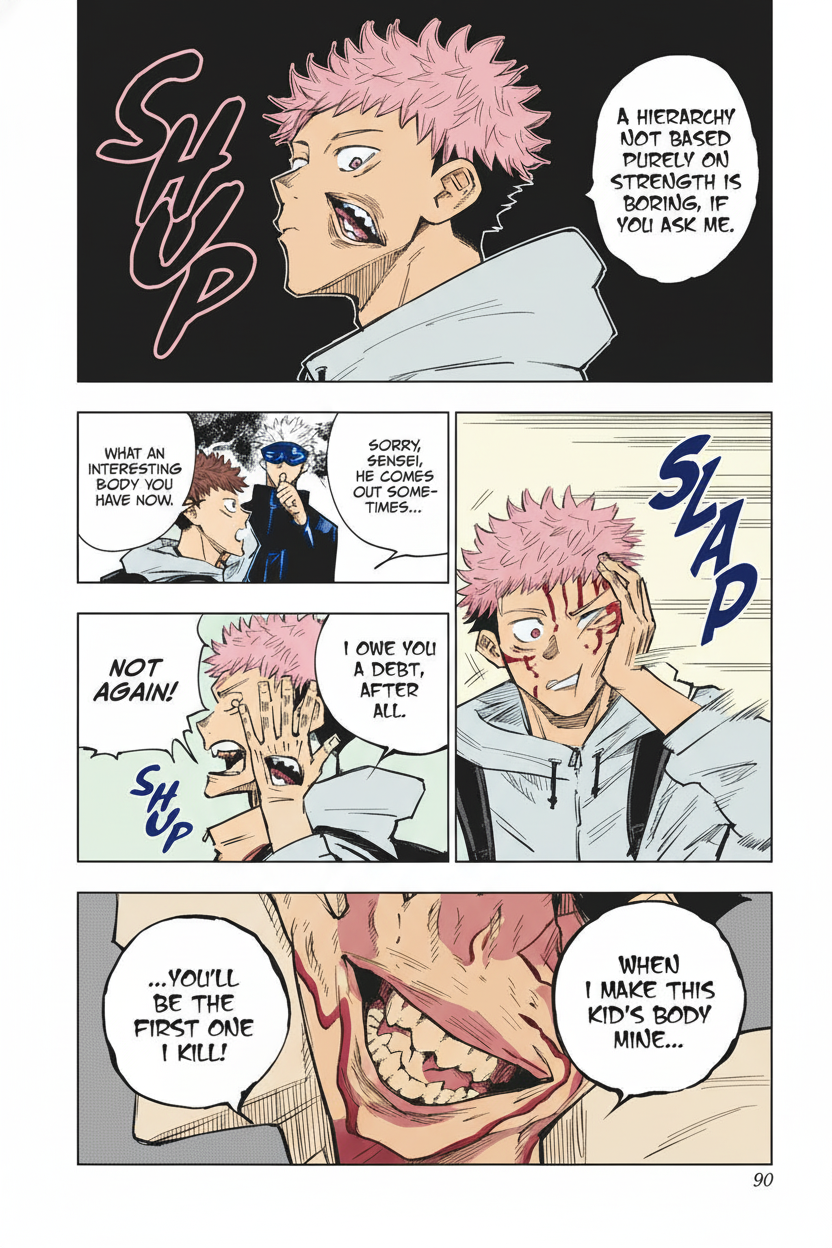 A HIERARCHY
NOT BASED
PURELY ON
STRENGTH IS
BORING, IF
YOU ASK ME.
SHUP
SLAP
SORRY,
SENSEI,
HE COMES
OUT SOME-
TIMES...
WHAT AN
INTERESTING
BODY YOU
HAVE NOW.
I OWE YOU
A DEBT,
AFTER
ALL.
NOT
AGAIN!
SHUP
WHEN
I MAKE THIS
KID'S BODY
MINE...
...YOU'LL
BE THE
FIRST ONE
I KILL!
90